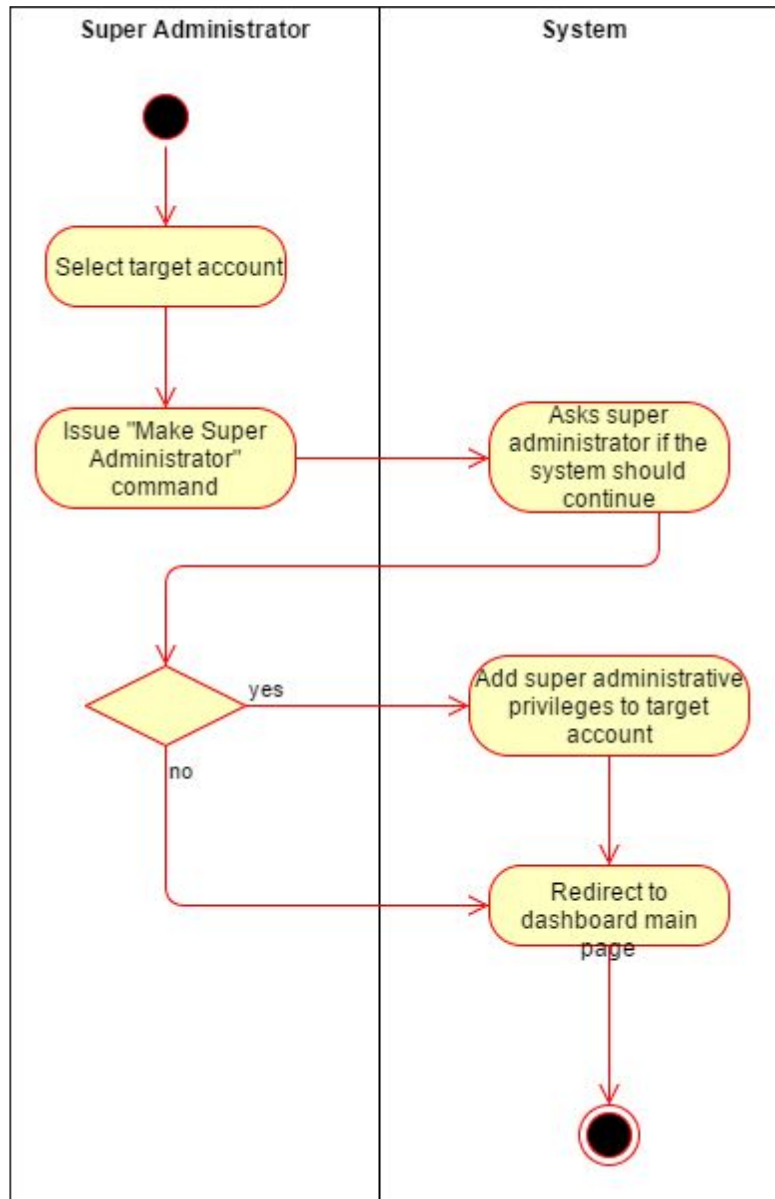 Super Administrator
System
Select target account
Issue "Make Super
Administrator"
command
Asks super
administrator if the
system should
continue
yes
Add super administrative
privileges to target
account
no
Redirect to
dashboard main
page